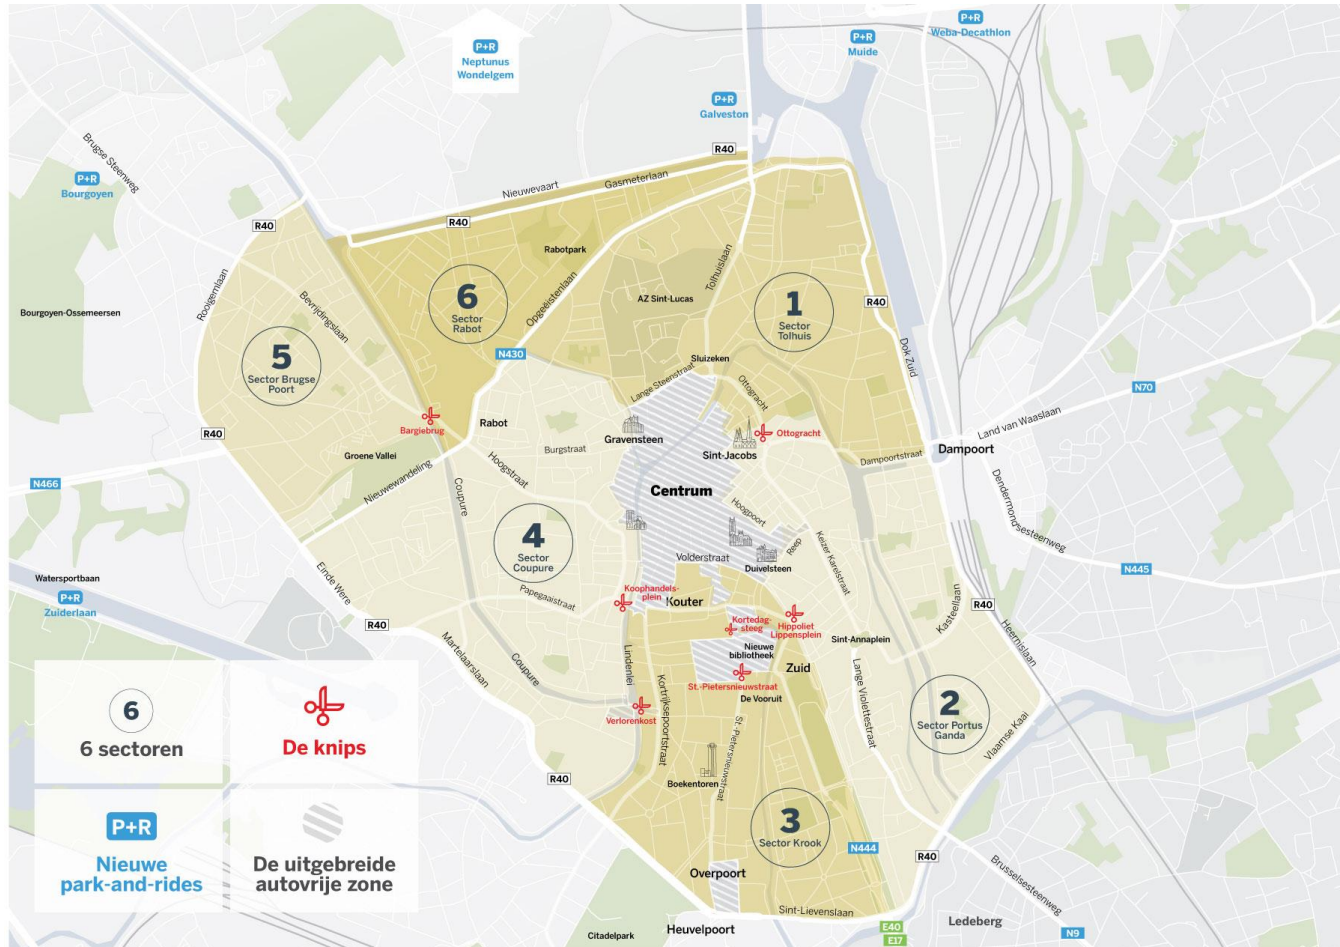 P+R
Neptunus
Wondelgem
P+R
Weba-Decathlon
P+R
Muide
P+R
Galveston
Brugse Steenweg
P+R
Bourgoyen
R40
Nieuwevaart
Gasmeterlaan
R40
R40
Rooigemlaan
Bourgoyen-Ossemeersen
Bevrijdingslaan
5
Sector Brugse
Poort
6
Sector
Rabot
Rabotpark
Opgeëistenlaan
N430
AZ Sint-Lucas
Tolhuislaan
1
Sector
Tolhuis
R40
Dok Zuid
Sluizeken
Lange Steenstraat
Ottogracht
N70
Land van Waaslaan
Bargiebrug
Rabot
R40
Groene Vallei
Nieuwewandeling
N466
Burgstraat
Hoogstraat
Gravensteen
Sint-Jacobs
Ottogracht
Dampoortstraat
Dampoort
Dendermondsesteenweg
N445
Centrum
Coupure
4
Sector
Coupure
Hoogpoort
Reep
Keizer Karelstraat
Volderstraat
Duivelsteen
Papegaaistraat
Koophandels-
plein
Kouter
Kortedag-
steeg
Hippoliet
Lippensplein
Nieuwe
bibliotheek
Zuid
Sint-Annaplein
Kasteellaan
R40
Heernislaan
Watersportbaan
P+R
Zuiderlaan
Einde Were
R40
Martelaarslaan
Coupure
Lindenlei
Kortrijksepoortstraat
St.-Pietersnieuwstraat
De Vooruit
Verlorenkost
Lange Violettestraat
2
Sector Portus
Ganda
Vlaamse Kaai
St.-Pietersnieuwstraat
Boekentoren
R40
3
Sector Krook
N444
R40
Brusselsesteenweg
Overpoort
Sint-Lievenslaan
Heuvelpoort
Citadelpark
E40
E17
Ledeberg
N9
6
6 sectoren
De knips
P+R
Nieuwe
park-and-rides
De uitgebreide
autovrije zone